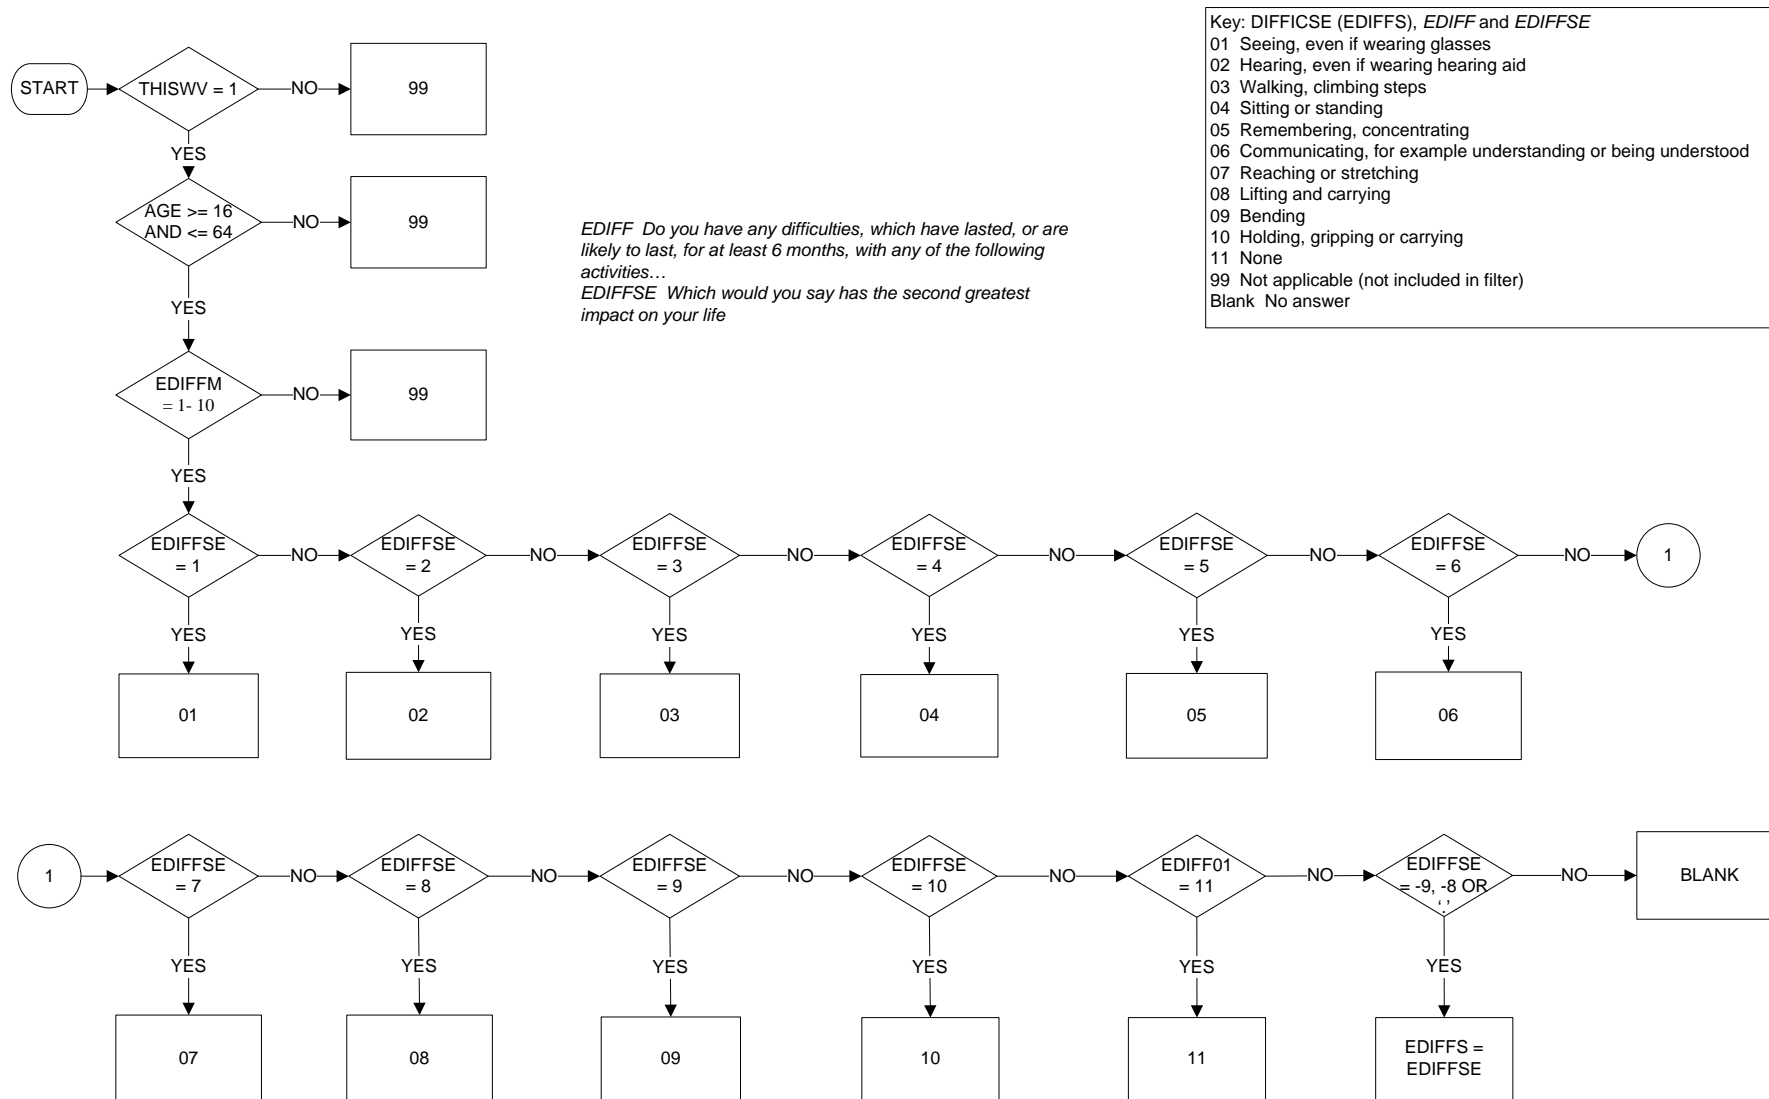 Key: DIFFICSE (EDIFFS), EDIFF and EDIFFSE
01 Seeing, even if wearing glasses
02 Hearing, even if wearing hearing aid
03 Walking, climbing steps
04 Sitting or standing
05 Remembering, concentrating
06 Communicating, for example understanding or being understood
07 Reaching or stretching
08 Lifting and carrying
09 Bending
10 Holding, gripping or carrying
11 None
99 Not applicable (not included in filter)
Blank No answer
START
THISWV = 1
NO
99
YES
AGE >= 16
AND <= 64
NO
99
YES
EDIFF Do you have any difficulties, which have lasted, or are
likely to last, for at least 6 months, with any of the following
activities…
EDIFFSE Which would you say has the second greatest
impact on your life
EDIFFM
= 1- 10
NO
99
YES
EDIFFSE
= 1
NO
EDIFFSE
= 2
NO
EDIFFSE
= 3
NO
EDIFFSE
= 4
NO
EDIFFSE
= 5
NO
EDIFFSE
= 6
NO
1
YES
YES
YES
YES
YES
YES
01
02
03
04
05
06
1
EDIFFSE
= 7
NO
EDIFFSE
= 8
NO
EDIFFSE
= 9
NO
EDIFFSE
= 10
NO
EDIFF01
= 11
NO
EDIFFSE
= -9, -8 OR
‘.’
NO
BLANK
YES
YES
YES
YES
YES
YES
07
08
09
10
11
EDIFFS =
EDIFFSE